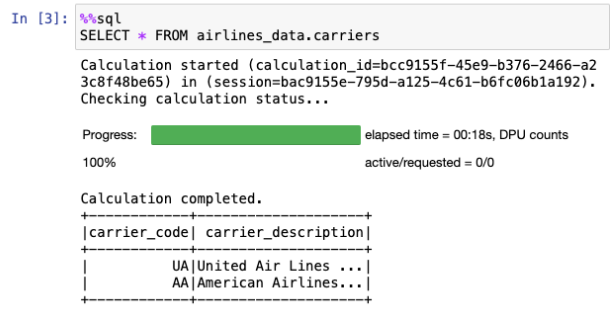 In [3]: %%sql
SELECT * FROM airlines_data.carriers
Calculation started (calculation_id=bcc9155f-45e9-b376-2466-a2
3c8f48be65) in (session=bac9155e-795d-a125-4c61-b6fc06b1a192).
Checking calculation status...
Progress: elapsed time = 00:18s, DPU counts
100% active/requested = 0/0
Calculation completed.
+------------+--------------------+
|carrier_code| carrier_description|
+------------+--------------------+
|          UA|United Air Lines ...|
|          AA|American Airlines...|
+------------+--------------------+